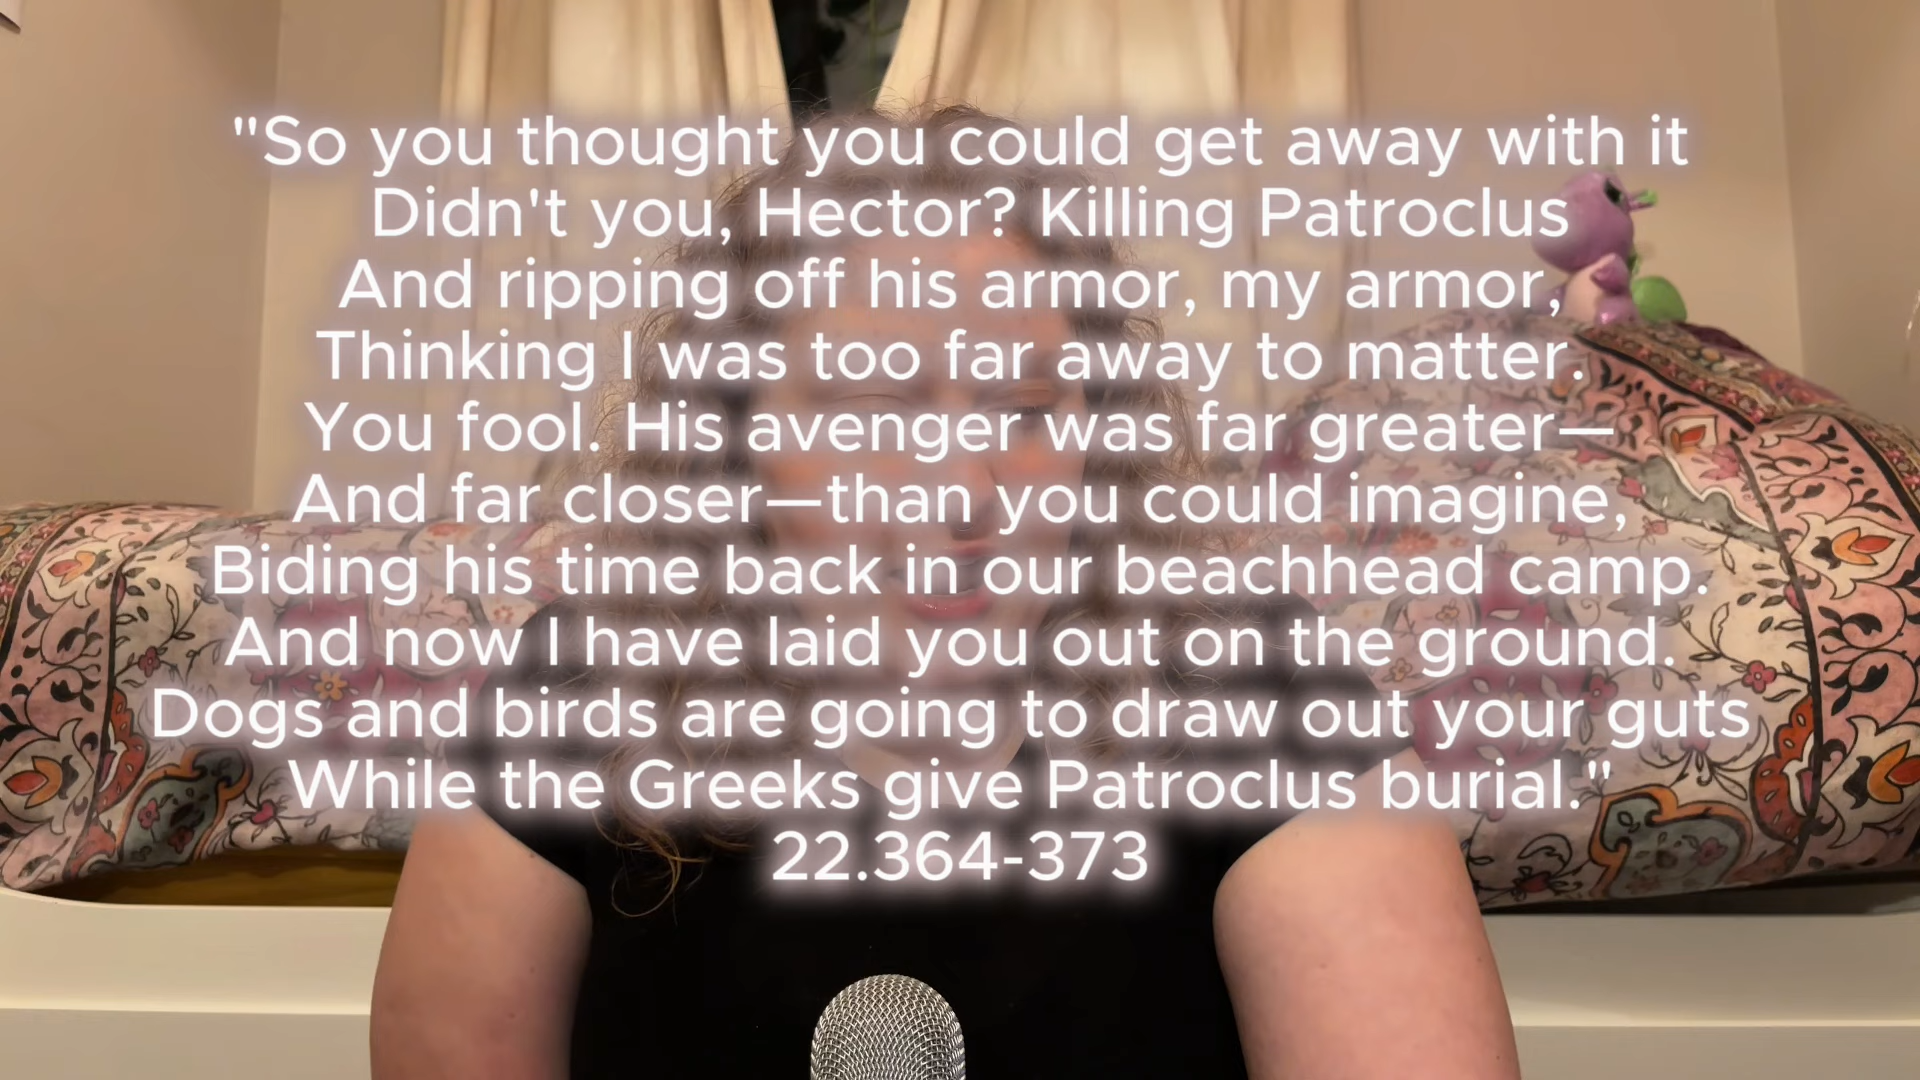 "So you thought you could get away with it
Didn't you, Hector? Killing Patroclus
And ripping off his armor, my armor,
Thinking I was too far away to matter.
You fool. His avenger was far greater—
And far closer—than you could imagine,
Biding his time back in our beachhead camp.
And now I have laid you out on the ground.
Dogs and birds are going to draw out your guts
While the Greeks give Patroclus burial."
22.364-373